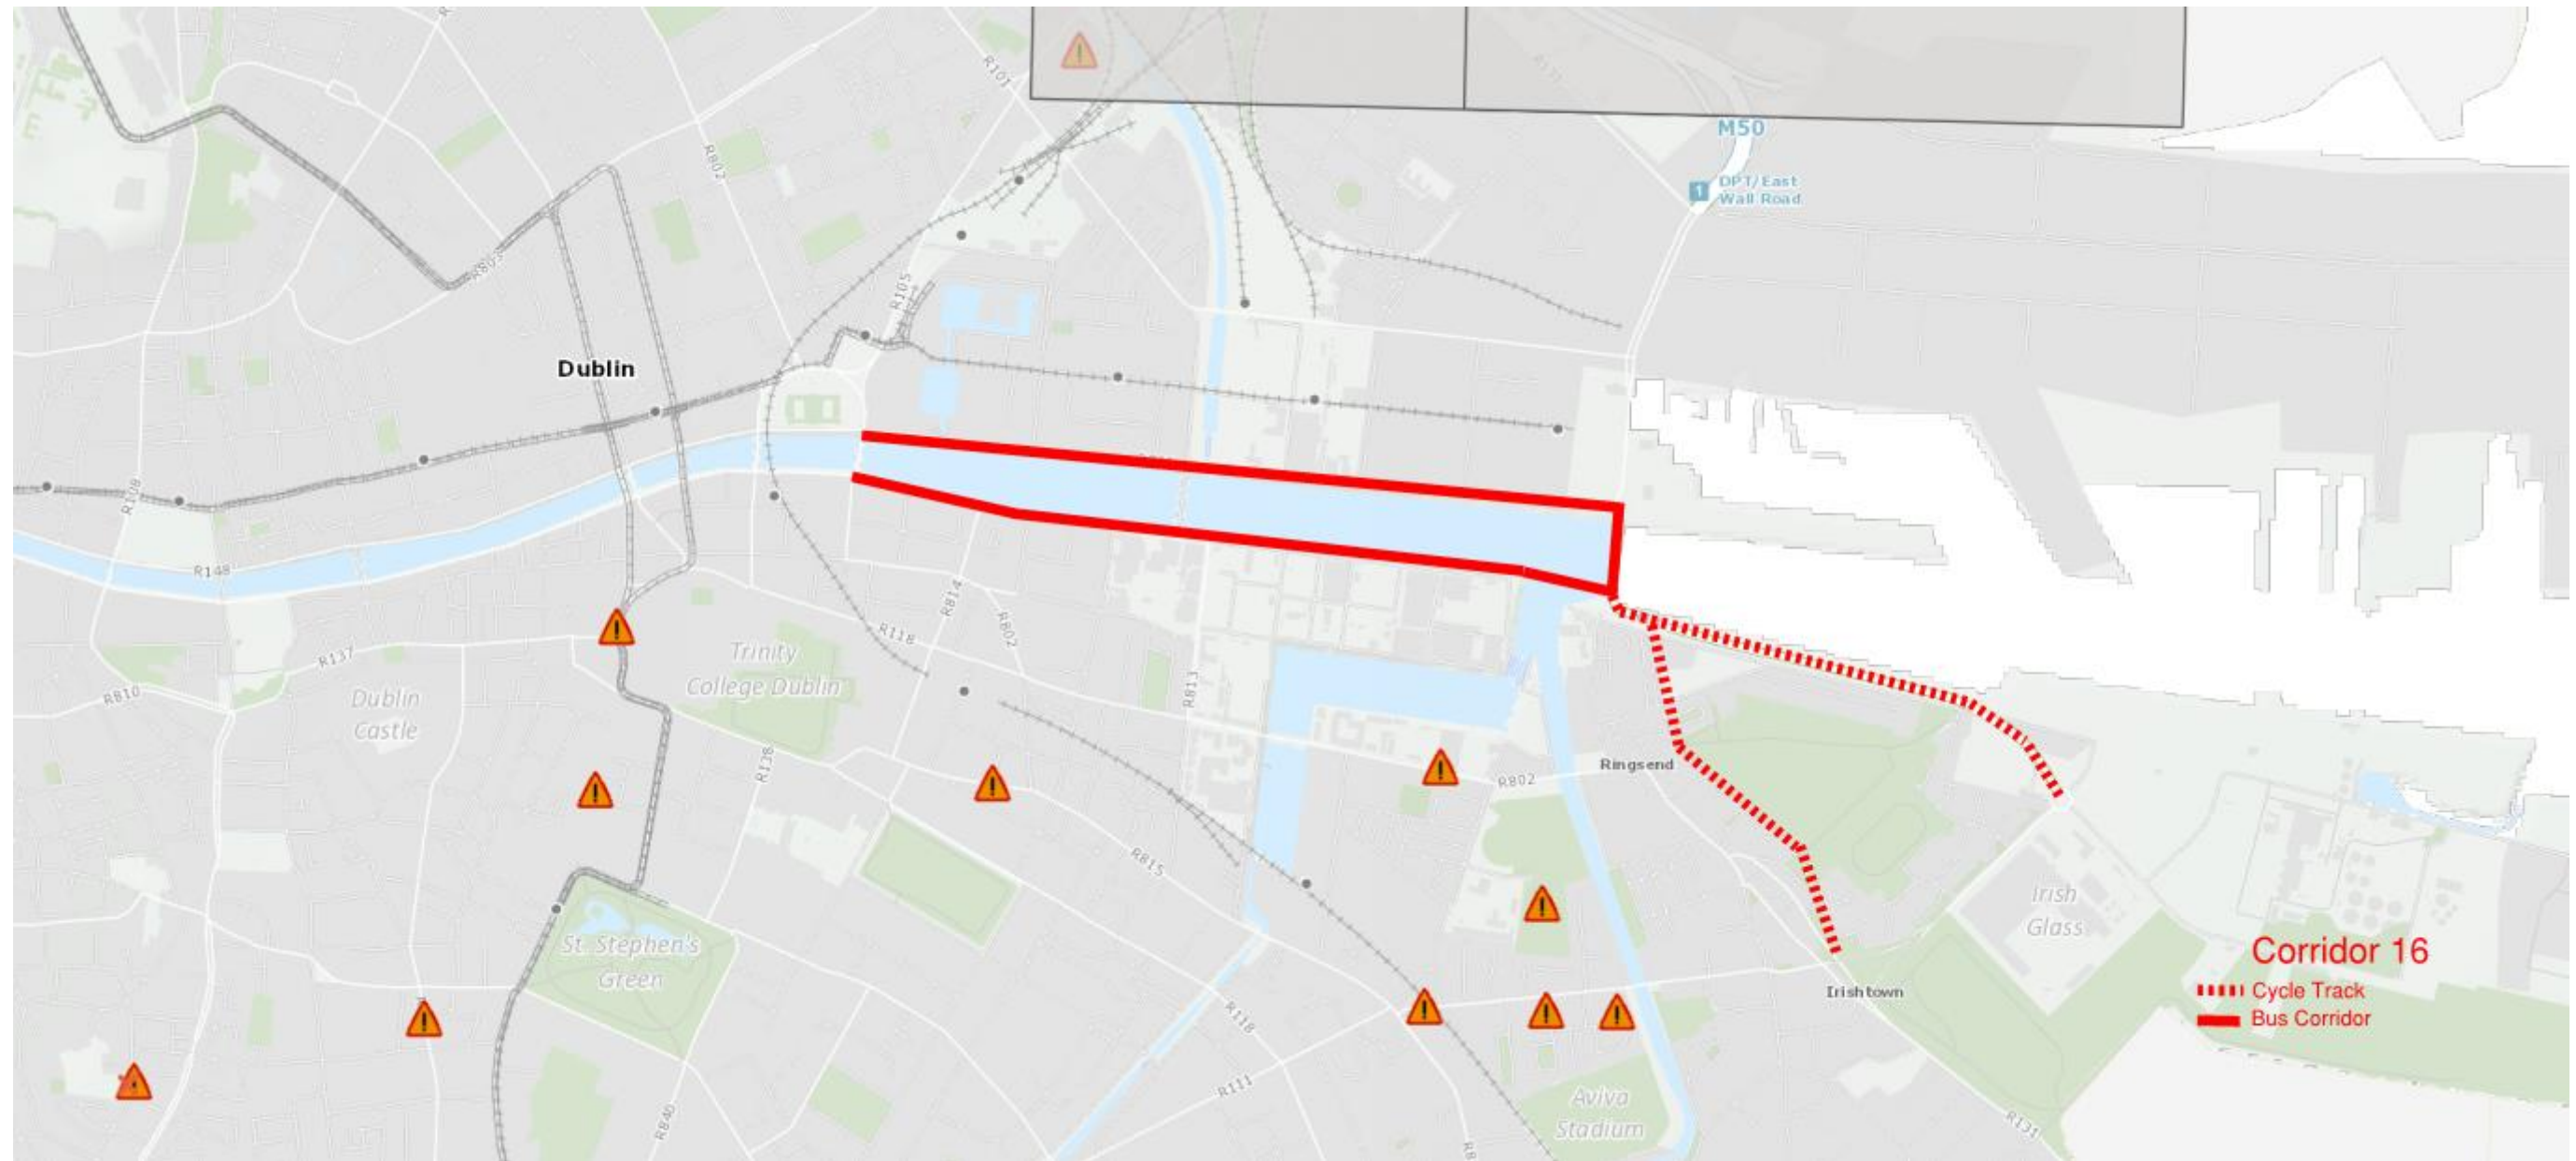 R101
M50
1
DPT/East
Wall Road
R802
R803
R105
Dublin
R108
R148
R814
R802
R118
R137
Trinity
College Dublin
R810
Dublin
Castle
R813
R138
Ringsend
R802
R815
Irish
Glass
St. Stephen's
Green
Corridor 16
Cycle Track
Bus Corridor
Irishtown
R118
R111
Aviva
Stadium
R840
R131